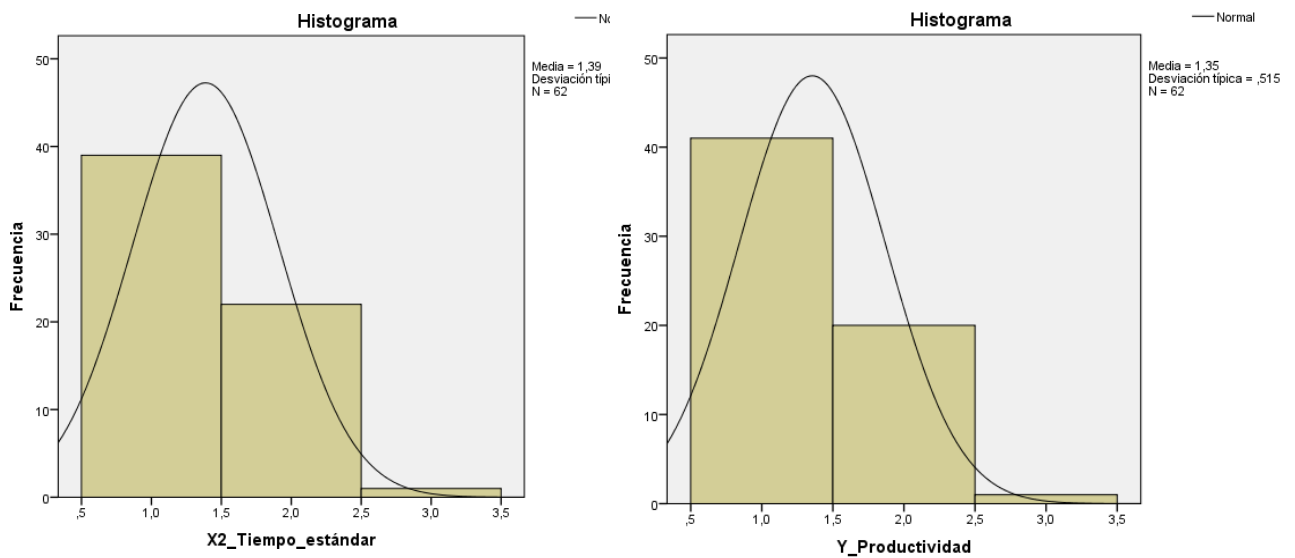 Histograma
Media = 1,39
Desviación
N = 62
Frecuencia
50
40
30
20
10
0
,5
1,0
1,5
2,0
2,5
3,0
3,5
X2_Tiempo_estándar
Histograma
Normal
Media = 1,35
Desviación típica = ,515
N = 62
Frecuencia
50
40
30
20
10
0
,5
1,0
1,5
2,0
2,5
3,0
3,5
Y_Productividad